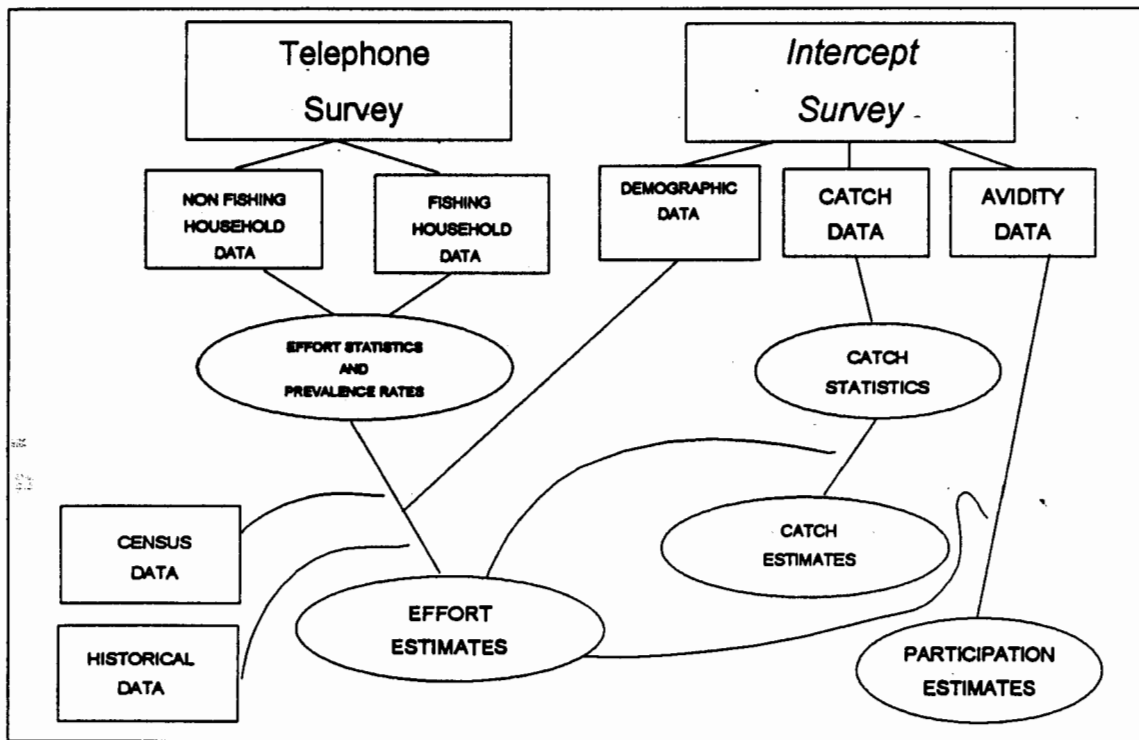 Telephone
Survey
Intercept
Survey
NON FISHING
HOUSEHOLD
DATA
FISHING
HOUSEHOLD
DATA
DEMOGRAPHIC
DATA
CATCH
DATA
AVIDITY
DATA
EFFORT STATISTICS
AND
PREVALENCE RATES
CATCH
STATISTICS
CENSUS
DATA
CATCH
ESTIMATES
EFFORT
ESTIMATES
HISTORICAL
DATA
PARTICIPATION
ESTIMATES